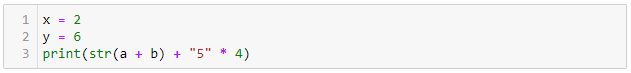 1 x = 2
2 y = 6
3 print(str(a + b) + "5" * 4)